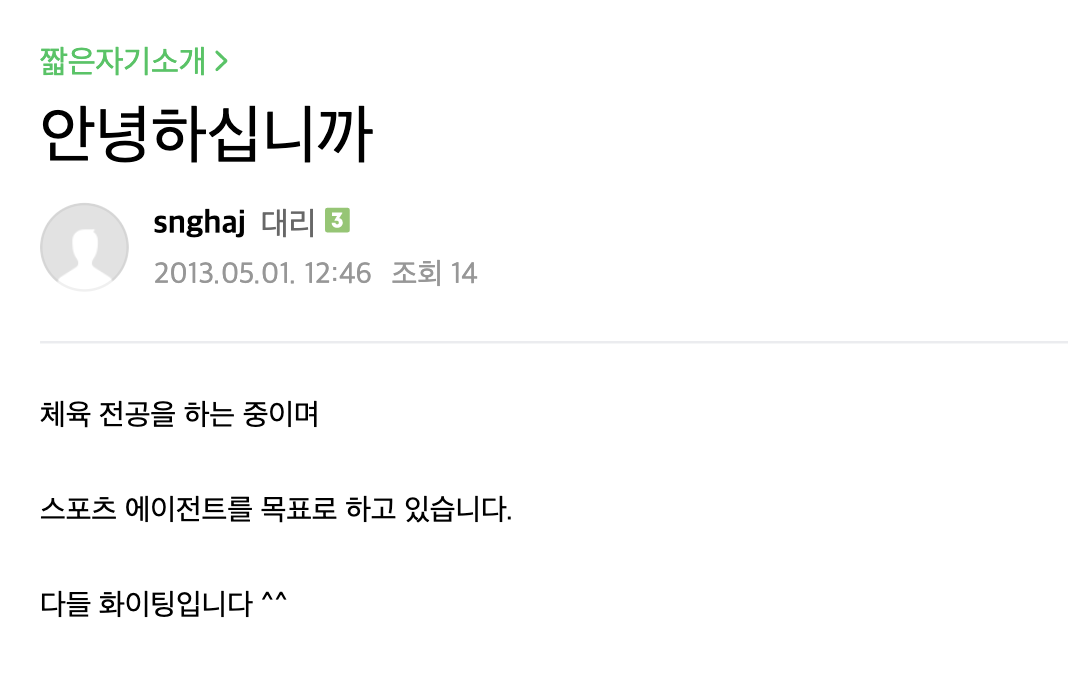 짧은자기소개 >
안녕하십니까
snghaj 대리 3
2013.05.01. 12:46 조회 14
체육 전공을 하는 중이며
스포츠 에이전트를 목표로 하고 있습니다.
다들 화이팅입니다 ^^